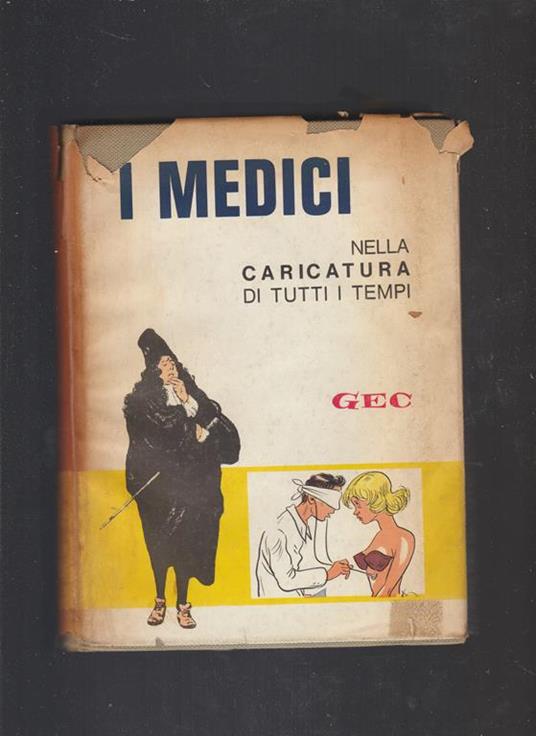 I MEDICI
NELLA
CARICATURA
DI TUTTI I TEMPI
GEC